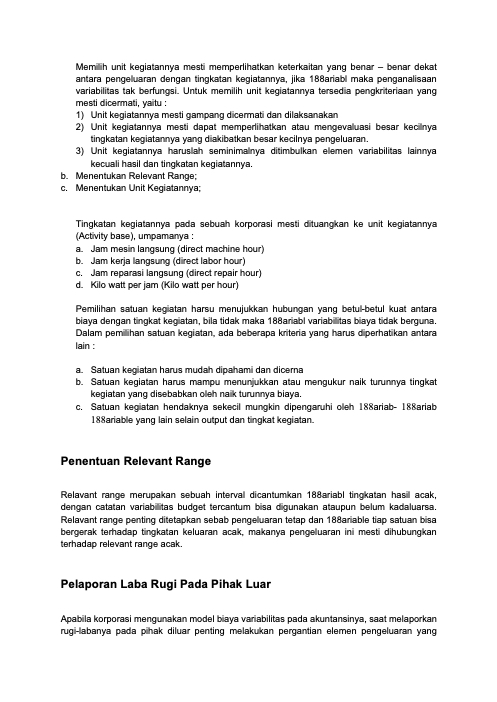 Memilih unit kegiatannya mesti memperlihatkan keterkaitan yang benar – benar dekat
antara pengeluaran dengan tingkatan kegiatannya, jika 188ariabl maka penganalisaan
variabilitas tak berfungsi. Untuk memilih unit kegiatannya tersedia pengkriteriaan yang
mesti dicermati, yaitu :
1) Unit kegiatannya mesti gampang dicermati dan dilaksanakan
2) Unit kegiatannya mesti dapat memperlihatkan atau mengevaluasi besar kecilnya
tingkatan kegiatannya yang diakibatkan besar kecilnya pengeluaran.
3) Unit kegiatannya haruslah seminimalnya ditimbulkan elemen variabilitas lainnya
kecuali hasil dan tingkatan kegiatannya.
b. Menentukan Relevant Range;
c. Menentukan Unit Kegiatannya;
Tingkatan kegiatannya pada sebuah korporasi mesti dituangkan ke unit kegiatannya
(Activity base), umpamanya :
a. Jam mesin langsung (direct machine hour)
b. Jam kerja langsung (direct labor hour)
c. Jam reparasi langsung (direct repair hour)
d. Kilo watt per jam (Kilo watt per hour)
Pemilihan satuan kegiatan harsu menujukkan hubungan yang betul-betul kuat antara
biaya dengan tingkat kegiatan, bila tidak maka 188ariabl variabilitas biaya tidak berguna.
Dalam pemilihan satuan kegiatan, ada beberapa kriteria yang harus diperhatikan antara
lain :
a. Satuan kegiatan harus mudah dipahami dan dicerna
b. Satuan kegiatan harus mampu menunjukkan atau mengukur naik turunnya tingkat
kegiatan yang disebabkan oleh naik turunnya biaya.
c. Satuan kegiatan hendaknya sekecil mungkin dipengaruhi oleh 188ariab- 188ariab
188ariable yang lain selain output dan tingkat kegiatan.
Penentuan Relevant Range
Relavant range merupakan sebuah interval dicantumkan 188ariabl tingkatan hasil acak,
dengan catatan variabilitas budget tercantum bisa digunakan ataupun belum kadaluarsa.
Relevant range penting ditetapkan sebab pengeluaran tetap dan 188ariable tiap satuan bisa
bergerak terhadap tingkatan keluaran acak, makanya pengeluaran ini mesti dihubungkan
terhadap relevant range acak.
Pelaporan Laba Rugi Pada Pihak Luar
Apabila korporasi mengunakan model biaya variabilitas pada akuntansinya, saat melaporkan
rugi-labanya pada pihak diluar penting melakukan pergantian elemen pengeluaran yang